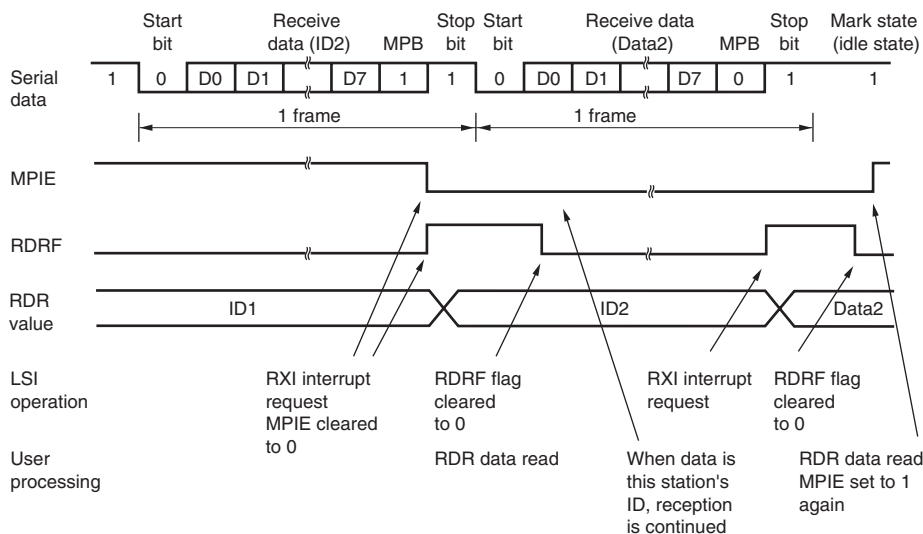 Start bit
Receive data (ID2)
MPB
Stop bit
Start bit
Receive data (Data2)
MPB
Stop bit
Mark state (idle state)
Serial data
1 0 D0 D1 D7 1 1 0 D0 D1 D7 0 1 1
1 frame 1 frame
MPIE
RDRF
RDR value
ID1 ID2 Data2
LSI operation
RXI interrupt request
MPIE cleared to 0
RDRF flag cleared to 0
RXI interrupt request
RDRF flag cleared to 0
User processing
RDR data read
When data is this station's ID, reception is continued
RDR data read
MPIE set to 1 again